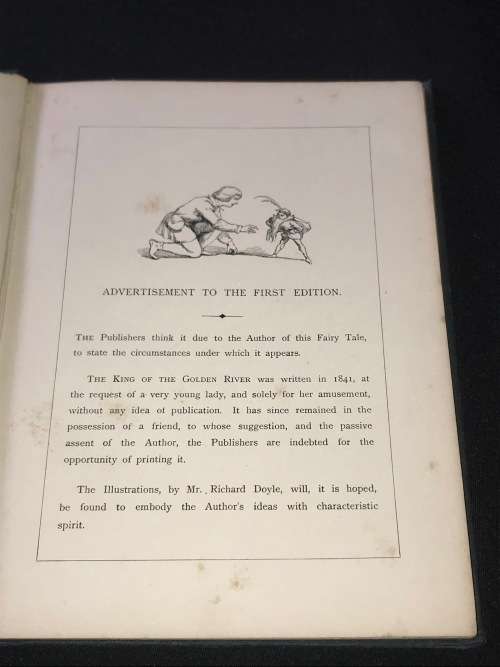 ADVERTISEMENT TO THE FIRST EDITION.
THE Publishers think it due to the Author of this Fairy Tale,
to state the circumstances under which it appears.
THE KING OF THE GOLDEN RIVER was written in 1841, at
the request of a very young lady, and solely for her amusement,
without any idea of publication. It has since remained in the
possession of a friend, to whose suggestion, and the passive
assent of the Author, the Publishers are indebted for the
opportunity of printing it.
The Illustrations, by Mr. Richard Doyle, will, it is hoped,
be found to embody the Author's ideas with characteristic
spirit.